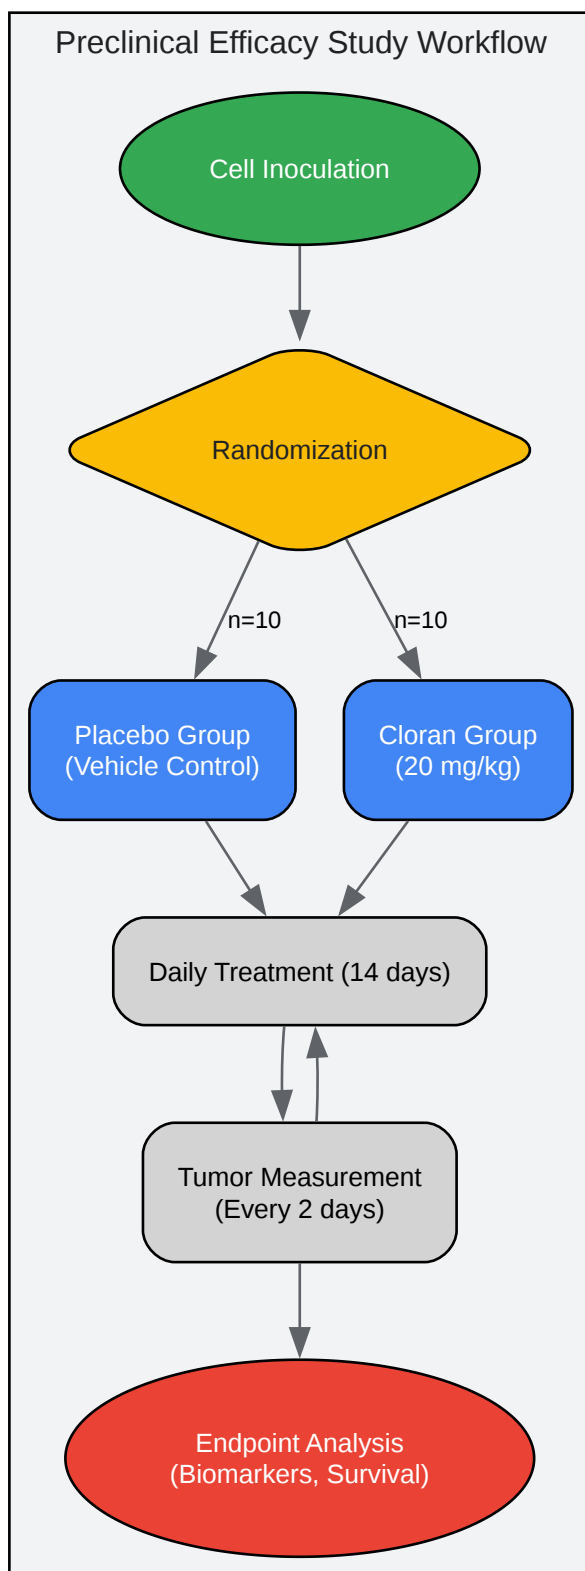 Preclinical Efficacy Study Workflow
Cell Inoculation
Randomization
n=10
n=10
Placebo Group
(Vehicle Control)
Cloran Group
(20 mg/kg)
Daily Treatment (14 days)
Tumor Measurement
(Every 2 days)
Endpoint Analysis
(Biomarkers, Survival)